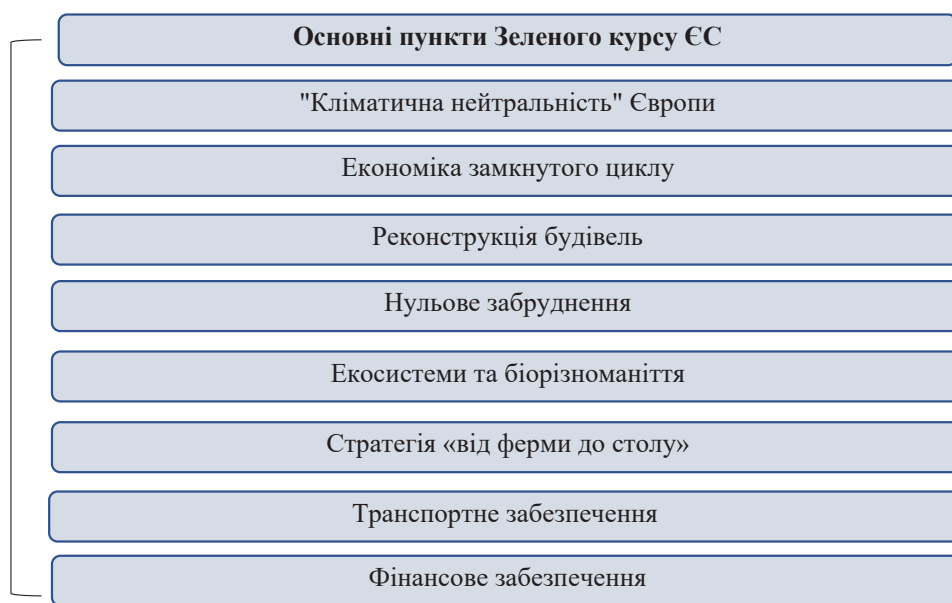 Основні пункти Зеленого курсу ЄС
"Кліматична нейтральність" Європи
Економіка замкнутого циклу
Реконструкція будівель
Нульове забруднення
Екосистеми та біорізноманіття
Стратегія «від ферми до столу»
Транспортне забезпечення
Фінансове забезпечення